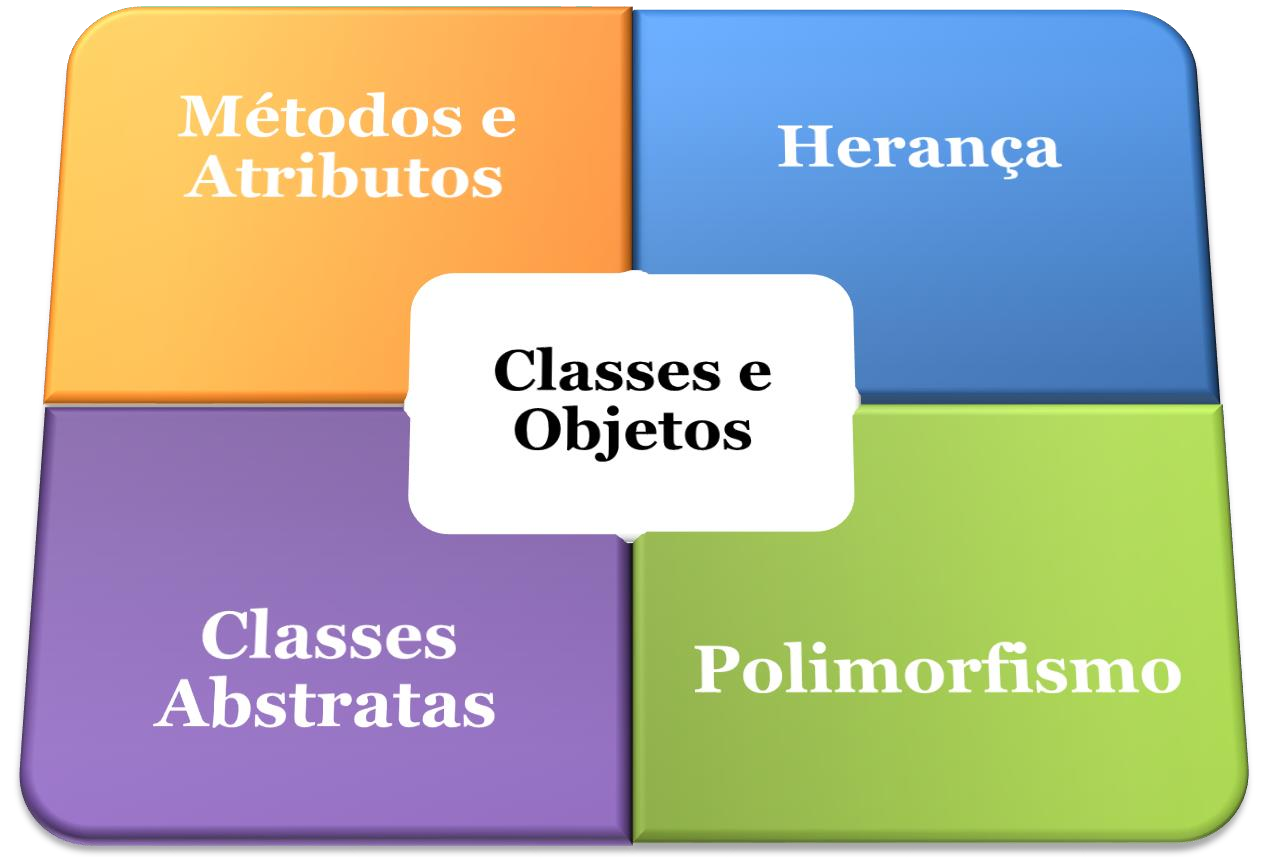 Métodos e
Atributos
Herança
Classes e
Objetos
Classes
Abstratas
Polimorfismo